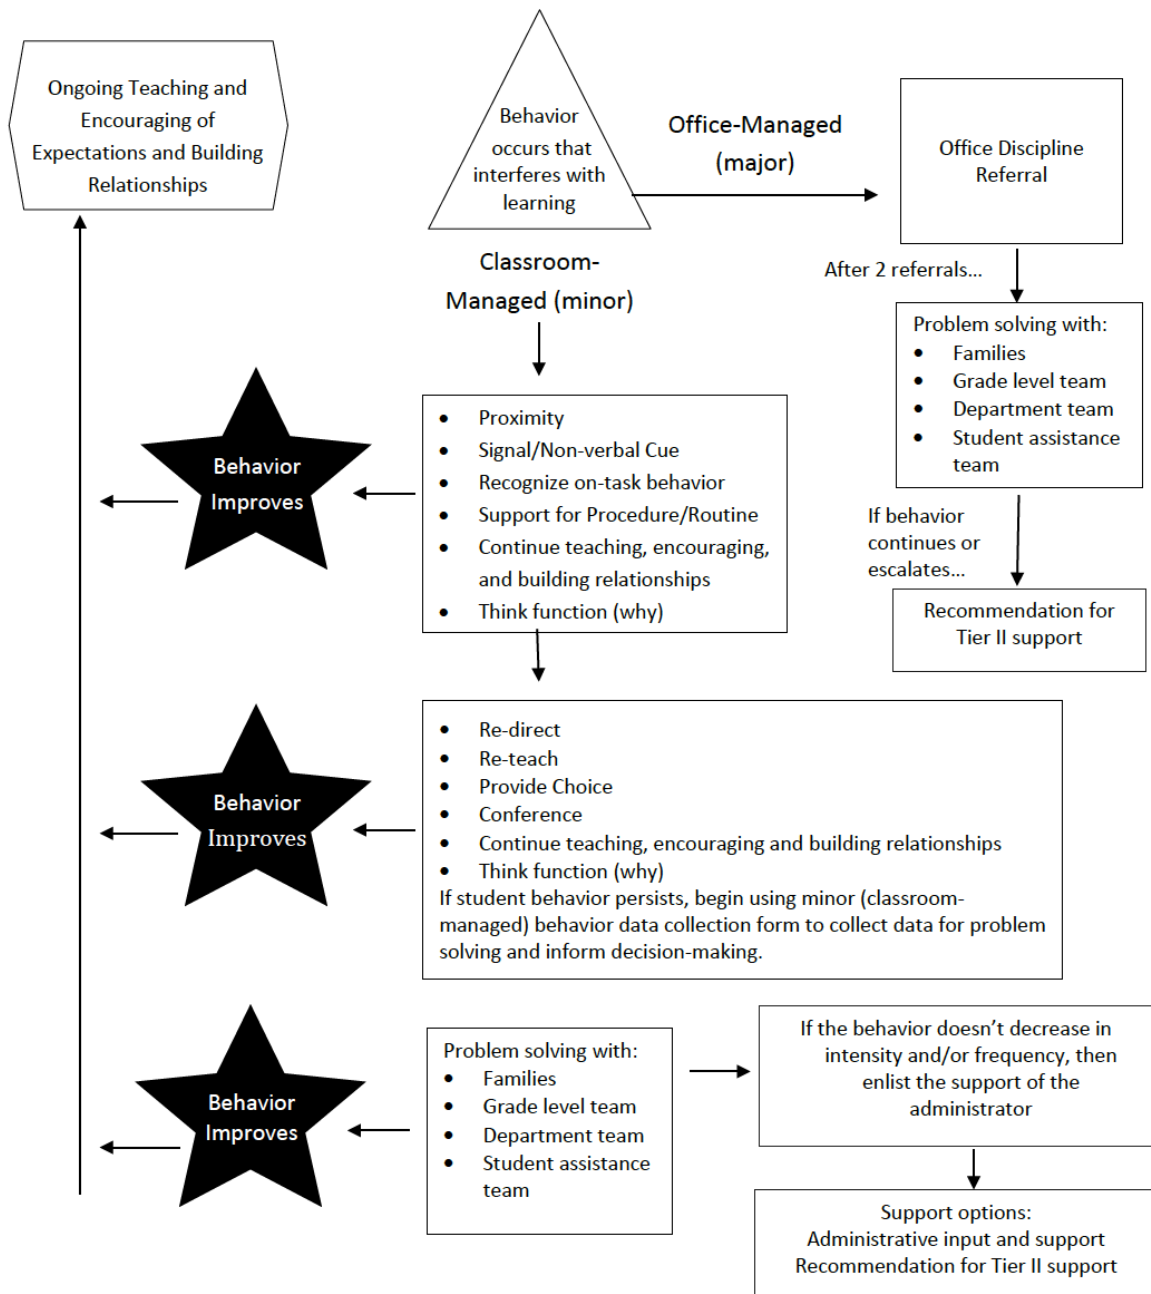 Ongoing Teaching and
Encouraging of
Expectations and Building
Relationships
Behavior
occurs that
interferes with
learning
Office-Managed
(major)
Office Discipline
Referral
Classroom-
Managed (minor)
After 2 referrals...
Problem solving with:
• Families
• Grade level team
• Department team
• Student assistance
team
If behavior
continues or
escalates...
Recommendation for
Tier II support
Behavior
Improves
• Proximity
• Signal/Non-verbal Cue
• Recognize on-task behavior
• Support for Procedure/Routine
• Continue teaching, encouraging,
and building relationships
• Think function (why)
Behavior
Improves
• Re-direct
• Re-teach
• Provide Choice
• Conference
• Continue teaching, encouraging and building relationships
• Think function (why)
If student behavior persists, begin using minor (classroom-
managed) behavior data collection form to collect data for problem
solving and inform decision-making.
Behavior
Improves
Problem solving with:
• Families
• Grade level team
• Department team
• Student assistance
team
If the behavior doesn’t decrease in
intensity and/or frequency, then
enlist the support of the
administrator
Support options:
Administrative input and support
Recommendation for Tier II support